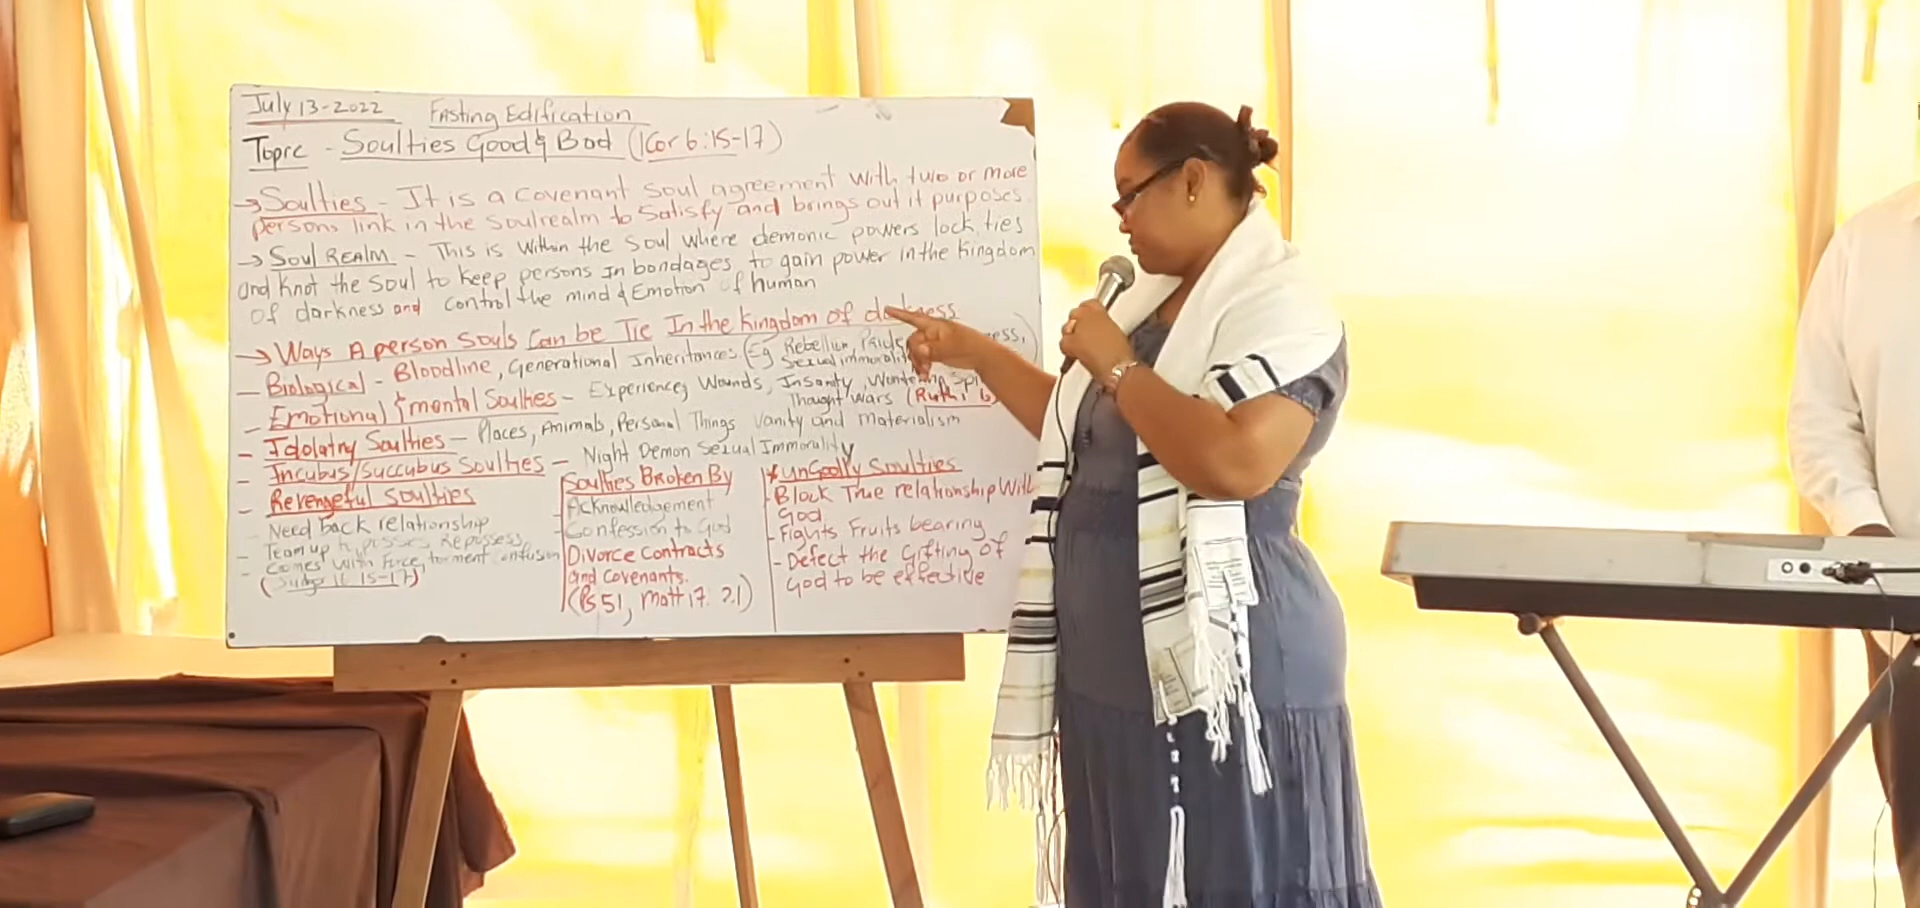 July 13-2022 Fasting Edification
Topic - Soulties Good & Bad (1Cor 6:15-17)
→ Soulties - It is a covenant soul agreement with two or more
persons link in the soulrealm to satisfy and brings out it purposes.
→ Soul REALM - This is within the soul where demonic powers lock, ties
and knot the soul to keep persons in bondages to gain power in the kingdom
of darkness and control the mind & Emotion of human
→ Ways A person Souls Can be Tie In the kingdom of
- Biological - Bloodline, Generational Inheritances. (Eg Rebellion, Pride,
Sexual immorali
- Emotional & mental Soulties - Experiences, Wounds, Insanity,
Thought Wars (Ruth 1
- Idolatry Soulties - Places, Animals, Personal Things Vanity and Materialism
- Incubus/Succubus Soulties - Night Demon Sexual Immorality
- Revengeful Soulties
- Need back relationship
- Team up
- Comes with Force, torment confusion
15-17)
Soulties Broken By
- Acknowledgement
- Confession to God
Divorce Contracts
and Covenants.
(Ps 51, Matt 17. 21)
* unGodly Soulties
- Block True relationship With
God
- Fights Fruits bearing
- Defect the Gifting of
God to be effective